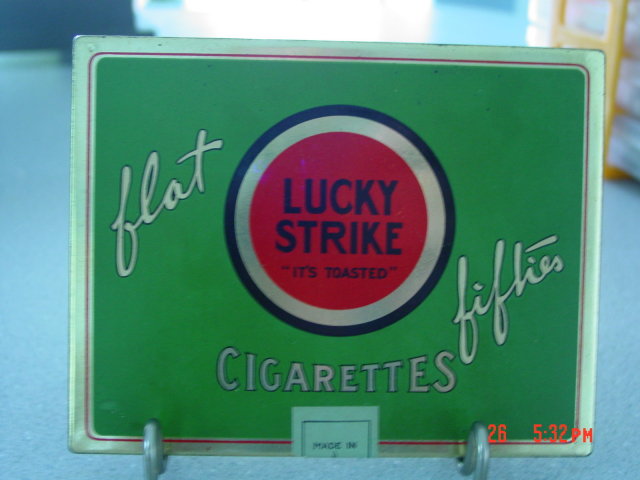 flat
LUCKY
STRIKE
"IT'S TOASTED"
fifties
CIGARETTES
MADE IN
26 5:32PM